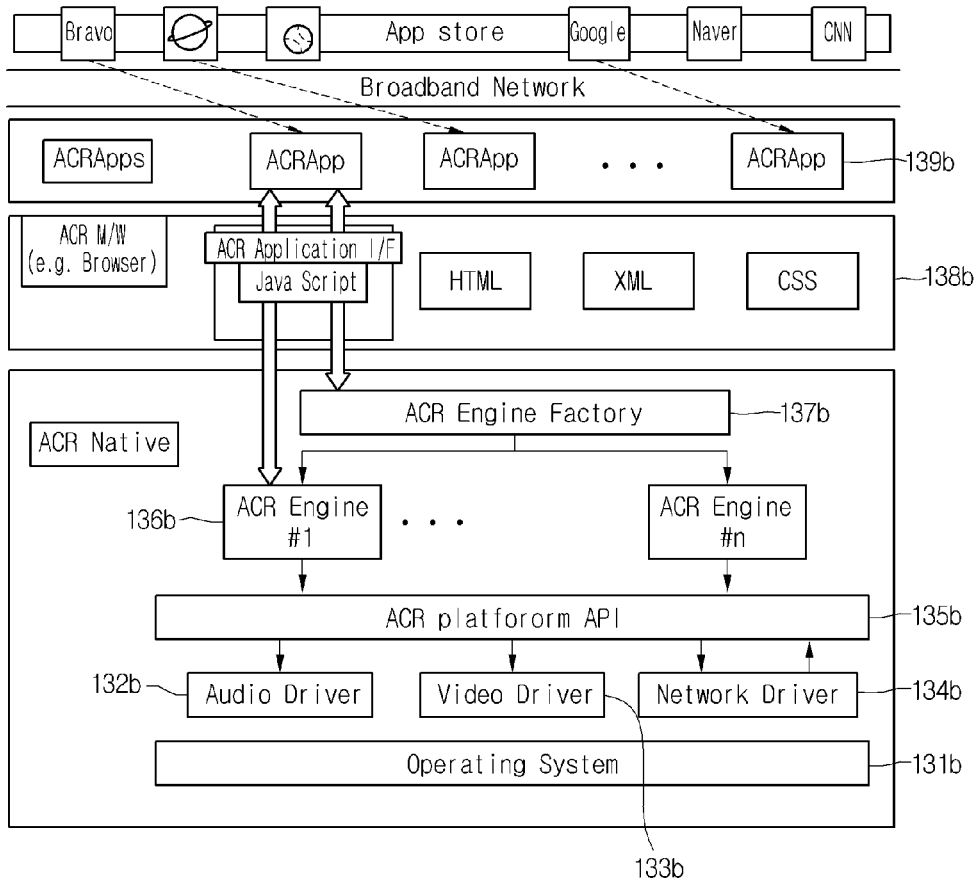 Bravo
App store
Google
Naver
CNN
Broadband Network
ACRApps
ACRApp
ACRApp
. . .
ACRApp
139b
ACR M/W
(e.g. Browser)
ACR Application I/F
Java Script
HTML
XML
CSS
138b
ACR Engine Factory
137b
ACR Native
136b
ACR Engine
#1
. . .
ACR Engine
#n
ACR platfororm API
135b
132b
Audio Driver
Video Driver
Network Driver
134b
Operating System
131b
133b